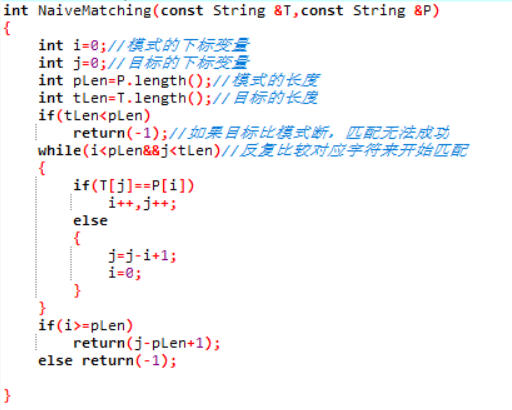 int NaiveMatching(const String &T,const String &P)
{
int i=0;//模式的下标变量
int j=0;//目标的下标变量
int pLen=P.length();//模式的长度
int tLen=T.length();//目标的长度
if(tLen<pLen)
return(-1);//如果目标比模式断，匹配无法成功
while(i<pLen&&j<tLen)//反复比较对应字符来开始匹配
{
if(T[j]==P[i])
i++,j++;
else
{
j=j-i+1;
i=0;
}
}
if(i>=pLen)
return(j-pLen+1);
else return(-1);
}